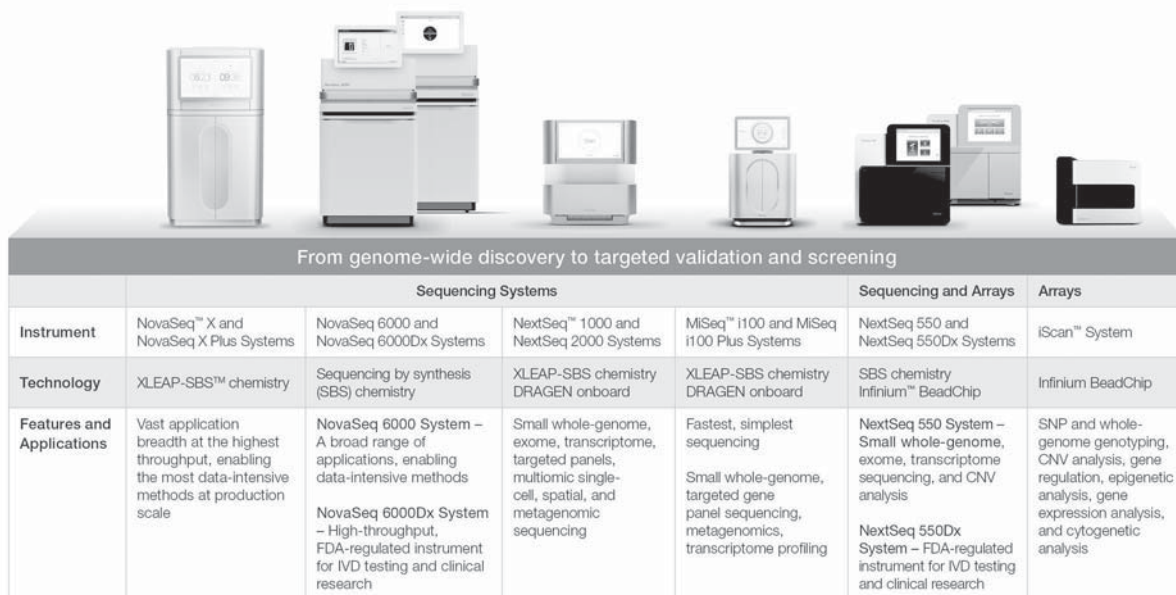 From genome-wide discovery to targeted validation and screening
Sequencing Systems
Sequencing and Arrays
Arrays
Instrument
NovaSeq™ X and
NovaSeq X Plus Systems
NovaSeq 6000 and
NovaSeq 6000Dx Systems
NextSeq™ 1000 and
NextSeq 2000 Systems
MiSeq™ i100 and MiSeq
i100 Plus Systems
NextSeq 550 and
NextSeq 550Dx Systems
iScan™ System
Technology
XLEAP-SBS™ chemistry
Sequencing by synthesis
(SBS) chemistry
XLEAP-SBS chemistry
DRAGEN onboard
XLEAP-SBS chemistry
DRAGEN onboard
SBS chemistry
Infinium™ BeadChip
Infinium BeadChip
Features and
Applications
Vast application
breadth at the highest
throughput, enabling
the most data-intensive
methods at production
scale
NovaSeq 6000 System –
A broad range of
applications, enabling
data-intensive methods
NovaSeq 6000Dx System
– High-throughput,
FDA-regulated instrument
for IVD testing and clinical
research
Small whole-genome,
exome, transcriptome,
targeted panels,
multiomic single-
cell, spatial, and
metagenomic
sequencing
Fastest, simplest
sequencing
Small whole-genome,
targeted gene
panel sequencing,
metagenomics,
transcriptome profiling
NextSeq 550 System –
Small whole-genome,
exome, transcriptome
sequencing, and CNV
analysis
NextSeq 550Dx
System – FDA-regulated
instrument for IVD testing
and clinical research
SNP and whole-
genome genotyping,
CNV analysis, gene
regulation, epigenetic
analysis, gene
expression analysis,
and cytogenetic
analysis